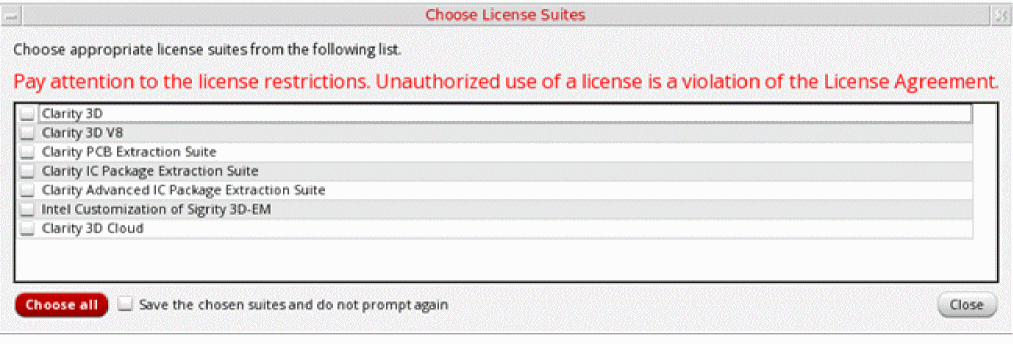 Choose License Suites
Choose appropriate license suites from the following list.
Pay attention to the license restrictions. Unauthorized use of a license is a violation of the License Agreement.
Clarity 3D
Clarity 3D V8
Clarity PCB Extraction Suite
Clarity IC Package Extraction Suite
Clarity Advanced IC Package Extraction Suite
Intel Customization of Sigrity 3D-EM
Clarity 3D Cloud
Choose all Save the chosen suites and do not prompt again Close